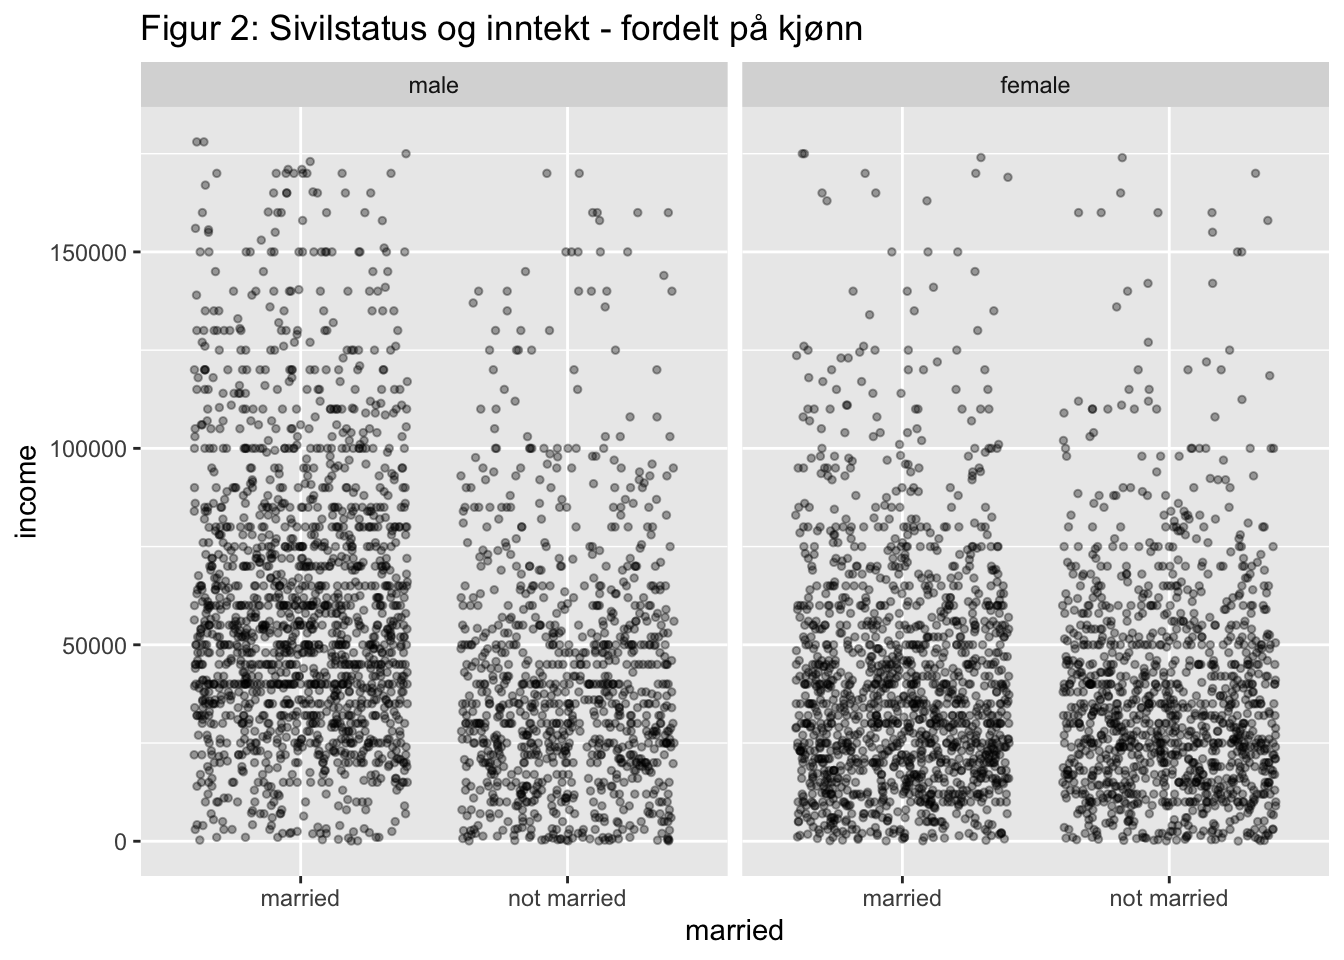 Figur 2: Sivilstatus og inntekt - fordelt på kjønn
male
female
150000
100000
50000
0
income
married
not married
married
not married
married